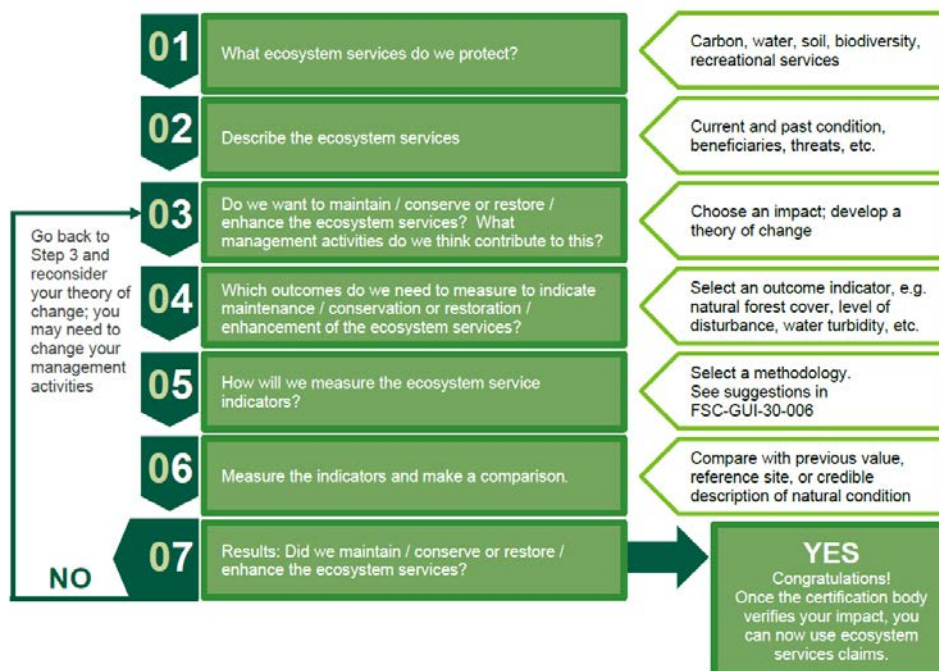 01
What ecosystem services do we protect?
Carbon, water, soil, biodiversity,
recreational services
02
Describe the ecosystem services
Current and past condition,
beneficiaries, threats, etc.
03
Do we want to maintain / conserve or restore /
enhance the ecosystem services? What
management activities do we think contribute to this?
Choose an impact; develop a
theory of change
Go back to
Step 3 and
reconsider
your theory of
change; you
may need to
change your
management
activities
04
Which outcomes do we need to measure to indicate
maintenance / conservation or restoration /
enhancement of the ecosystem services?
Select an outcome indicator, e.g.
natural forest cover, level of
disturbance, water turbidity, etc.
05
How will we measure the ecosystem service
indicators?
Select a methodology.
See suggestions in
FSC-GUI-30-006
06
Measure the indicators and make a comparison.
Compare with previous value,
reference site, or credible
description of natural condition
NO
07
Results: Did we maintain / conserve or restore /
enhance the ecosystem services?
YES
Congratulations!
Once the certification body
verifies your impact, you
can now use ecosystem
services claims.